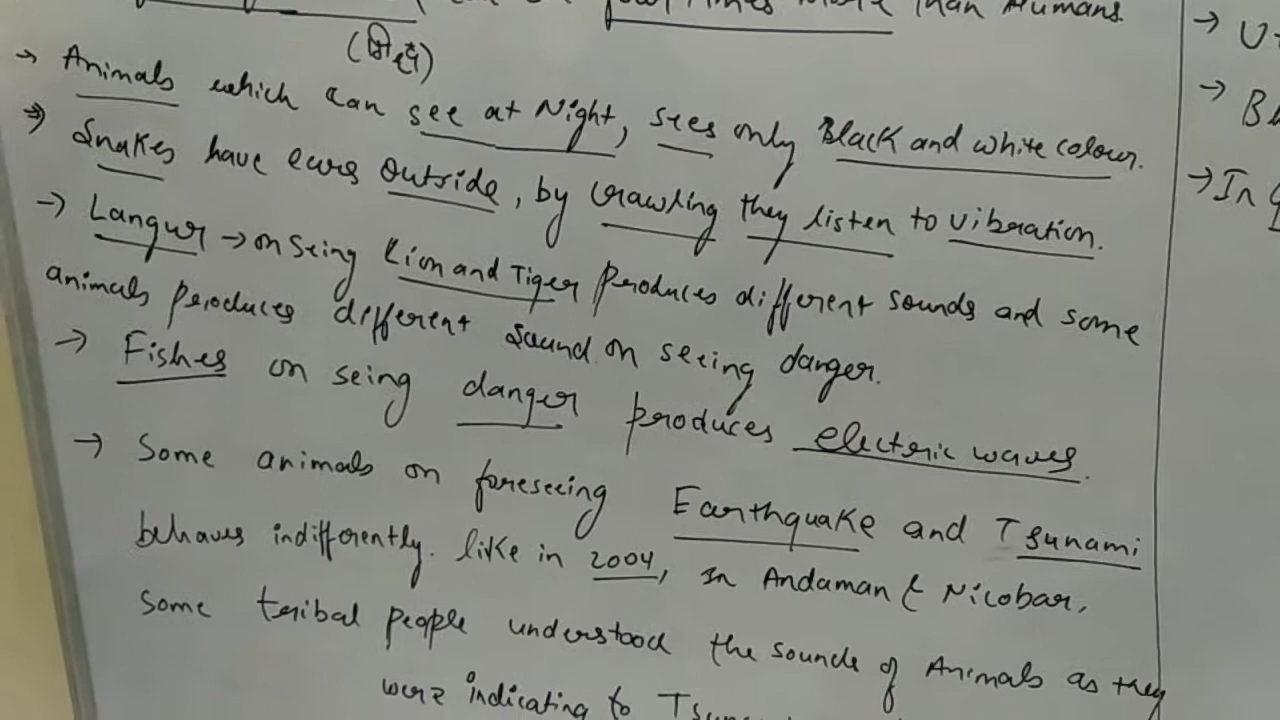 more than Humans.
→ Animals which can see at Night, sees only Black and white colour.
→ Snakes have ears outside, by crawling they listen to vibration.
→ Langur → on seing Lion and Tiger produces different sounds and some
animals produces different sound on seeing danger.
→ Fishes on seing danger produces electric waves.
→ Some animals on foreseeing Earthquake and Tsunami
behaves indifferently. like in 2004, In Andaman & Nicobar,
some tribal people understood the sounds of Animals as they
were indicating to
→ In